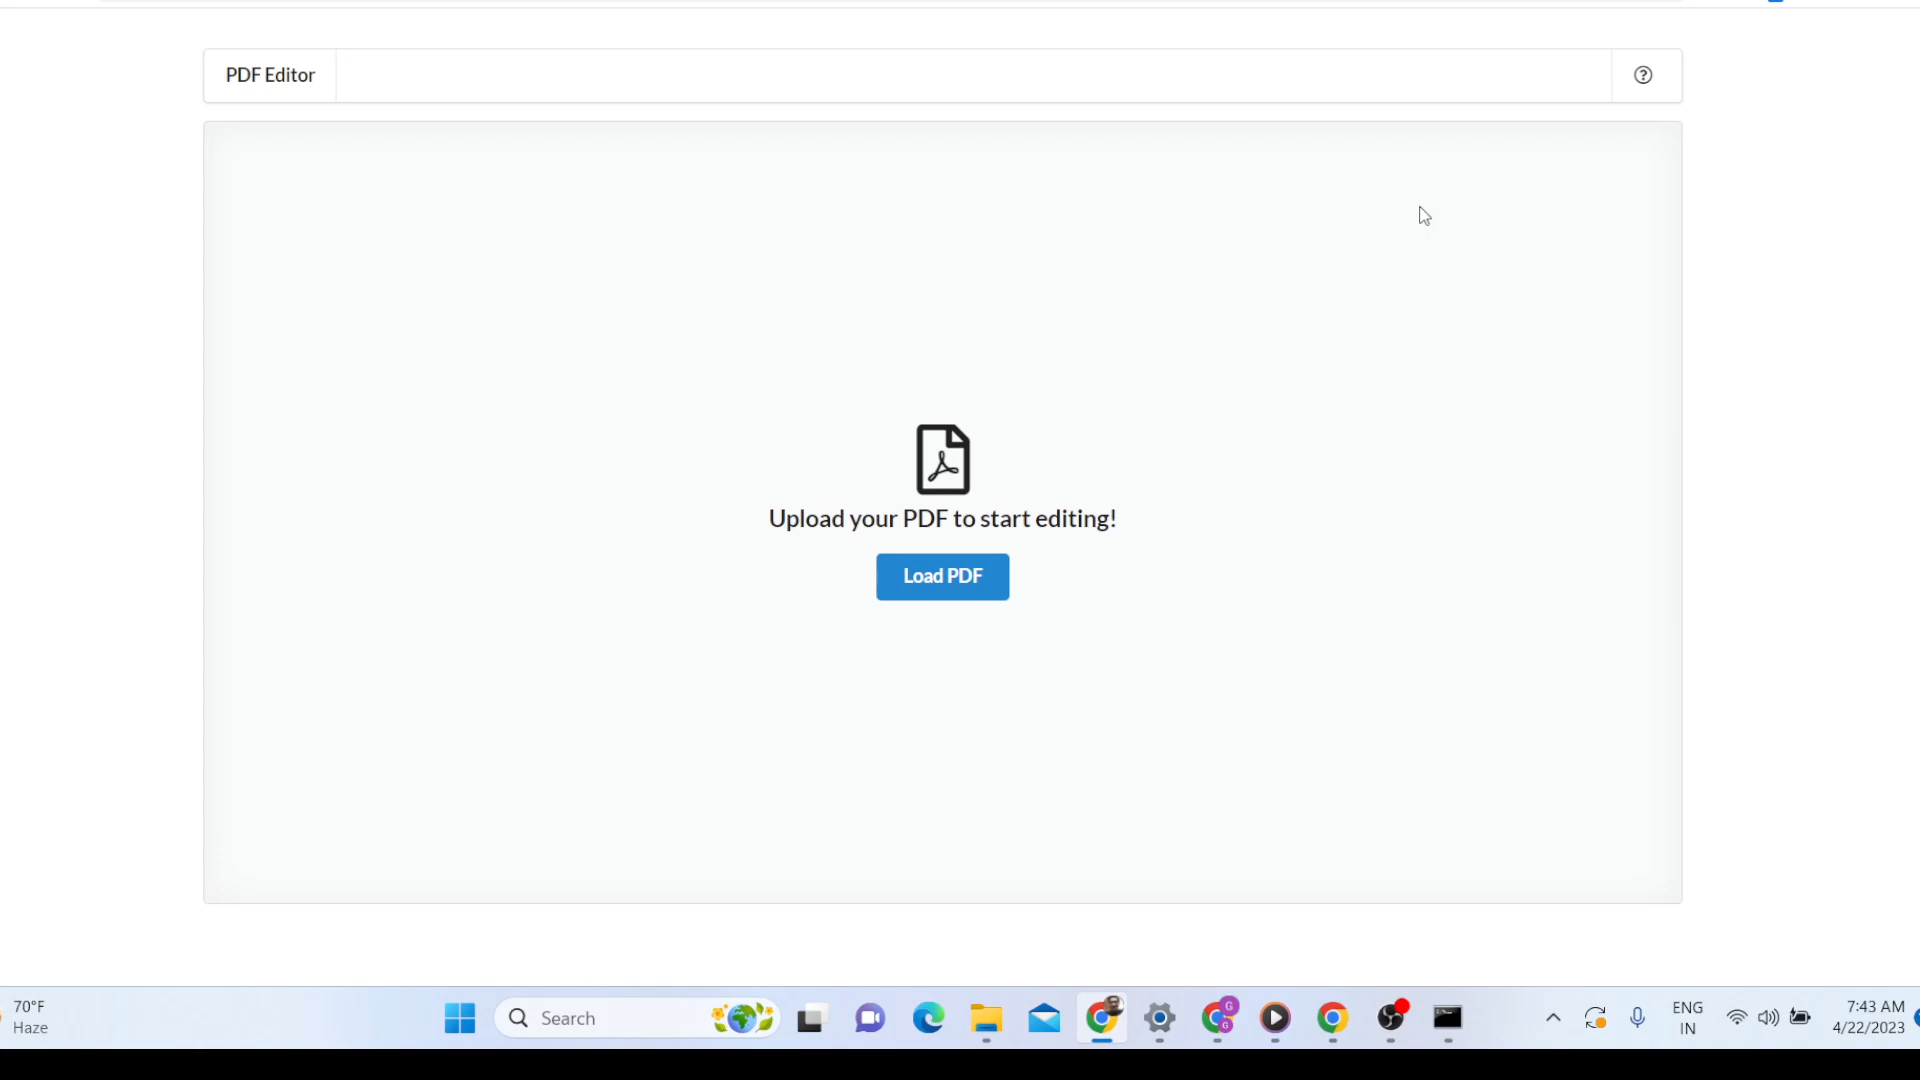 PDF Editor
Upload your PDF to start editing!
Load PDF
70°F
Haze
Search
G
G
ENG
IN
7:43 AM
4/22/2023